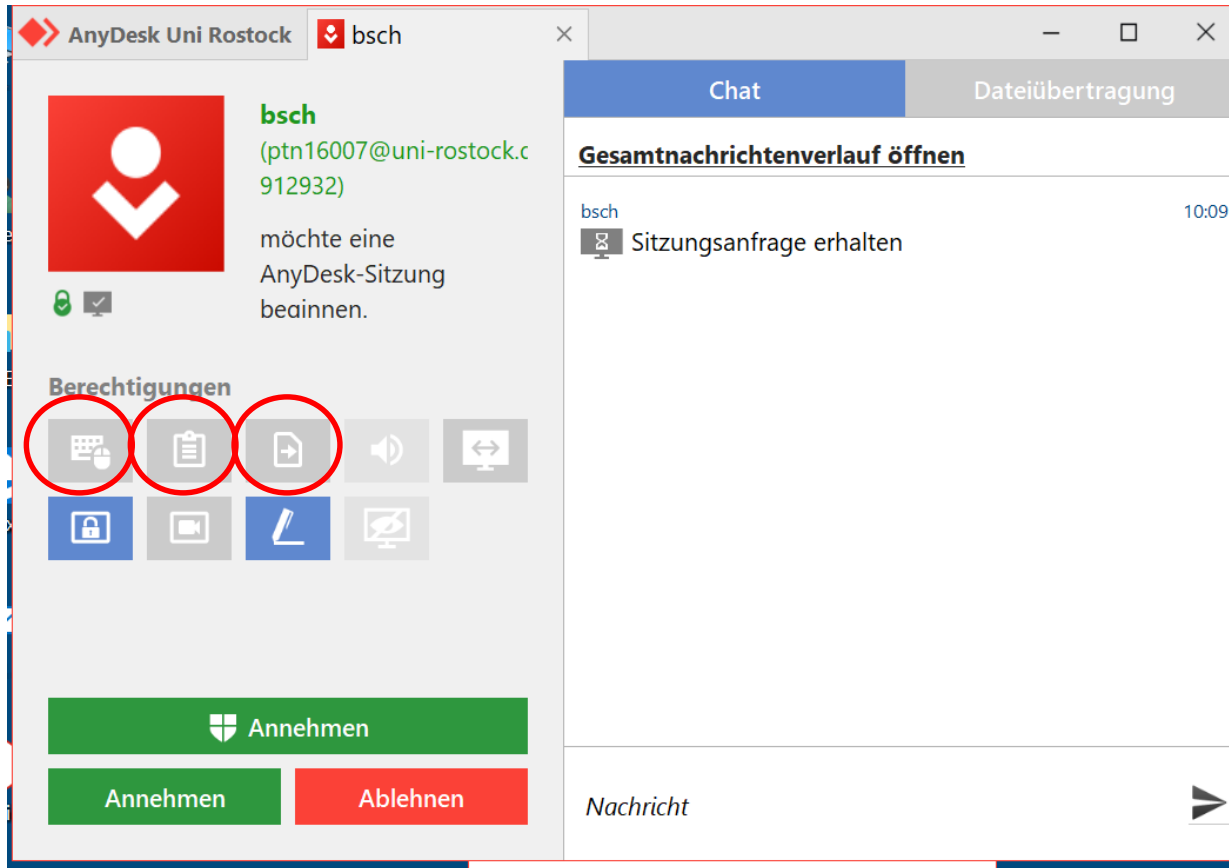 AnyDesk Uni Rostock
bsch
bsch
(ptn16007@uni-rostock.c
912932)
möchte eine
AnyDesk-Sitzung
beginnen.
Berechtigungen
Annehmen
Annehmen
Ablehnen
Chat
Dateiübertragung
Gesamtnachrichtenverlauf öffnen
bsch
10:09
Sitzungsanfrage erhalten
Nachricht